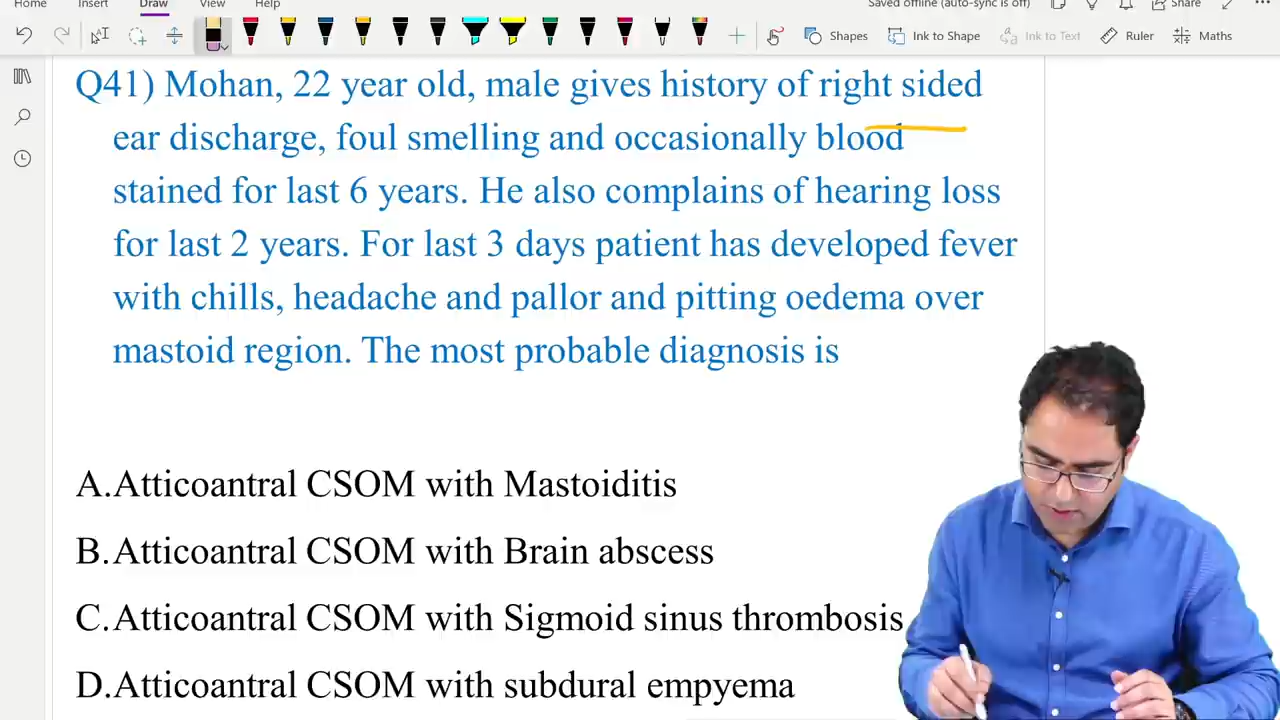 Home Insert Draw View Help Saved offline (auto-sync is off) Share
Shapes Ink to Shape Ink to Text Ruler Maths
Q41) Mohan, 22 year old, male gives history of right sided
ear discharge, foul smelling and occasionally blood
stained for last 6 years. He also complains of hearing loss
for last 2 years. For last 3 days patient has developed fever
with chills, headache and pallor and pitting oedema over
mastoid region. The most probable diagnosis is
A.Atticoantral CSOM with Mastoiditis
B.Atticoantral CSOM with Brain abscess
C.Atticoantral CSOM with Sigmoid sinus thrombosis
D.Atticoantral CSOM with subdural empyema